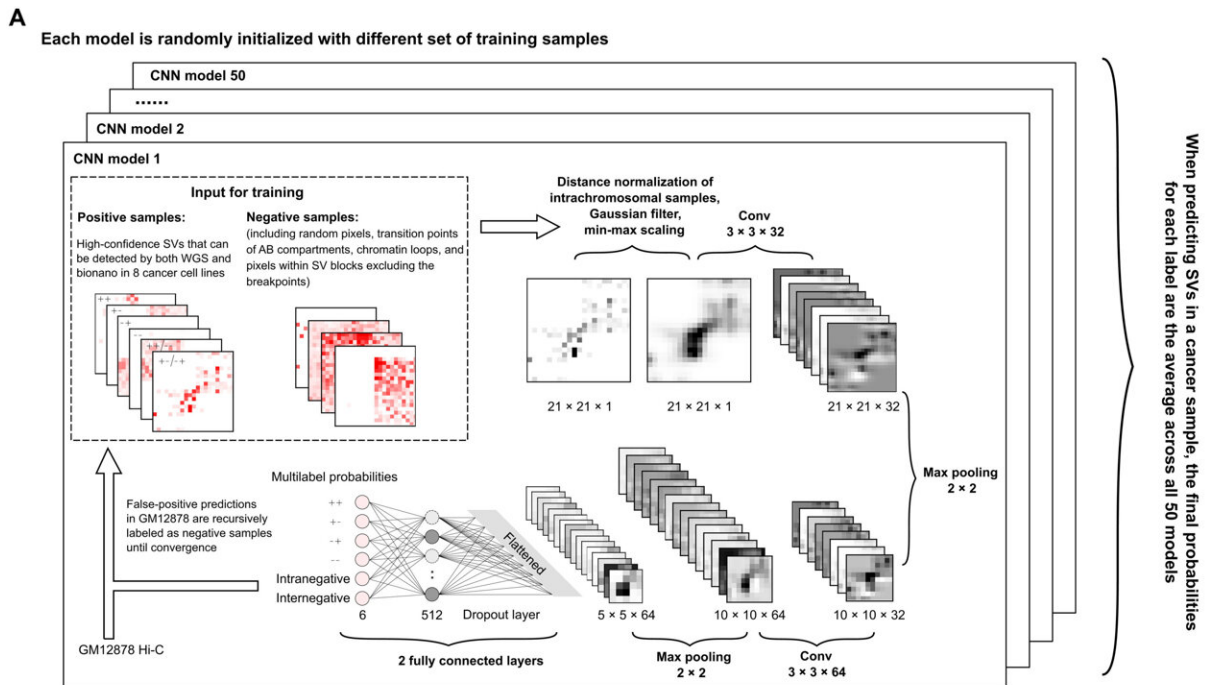 A
Each model is randomly initialized with different set of training samples
CNN model 50
......
CNN model 2
CNN model 1
Input for training
Positive samples:
High-confidence SVs that can
be detected by both WGS and
bionano in 8 cancer cell lines
Negative samples:
(including random pixels, transition points
of AB compartments, chromatin loops, and
pixels within SV blocks excluding the
breakpoints)
++
+-
-+
--
++/--
+-/-+
Distance normalization of
intrachromosomal samples,
Gaussian filter,
min-max scaling
Conv
3 × 3 × 32
21 × 21 × 1
21 × 21 × 1
21 × 21 × 32
Max pooling
2 × 2
10 × 10 × 32
Conv
3 × 3 × 64
10 × 10 × 64
Max pooling
2 × 2
5 × 5 × 64
Flattened
Dropout layer
512
6
2 fully connected layers
Multilabel probabilities
++
+-
-+
--
Intranegative
Internegative
False-positive predictions
in GM12878 are recursively
labeled as negative samples
until convergence
GM12878 Hi-C
When predicting SVs in a cancer sample, the final probabilities
for each label are the average across all 50 models